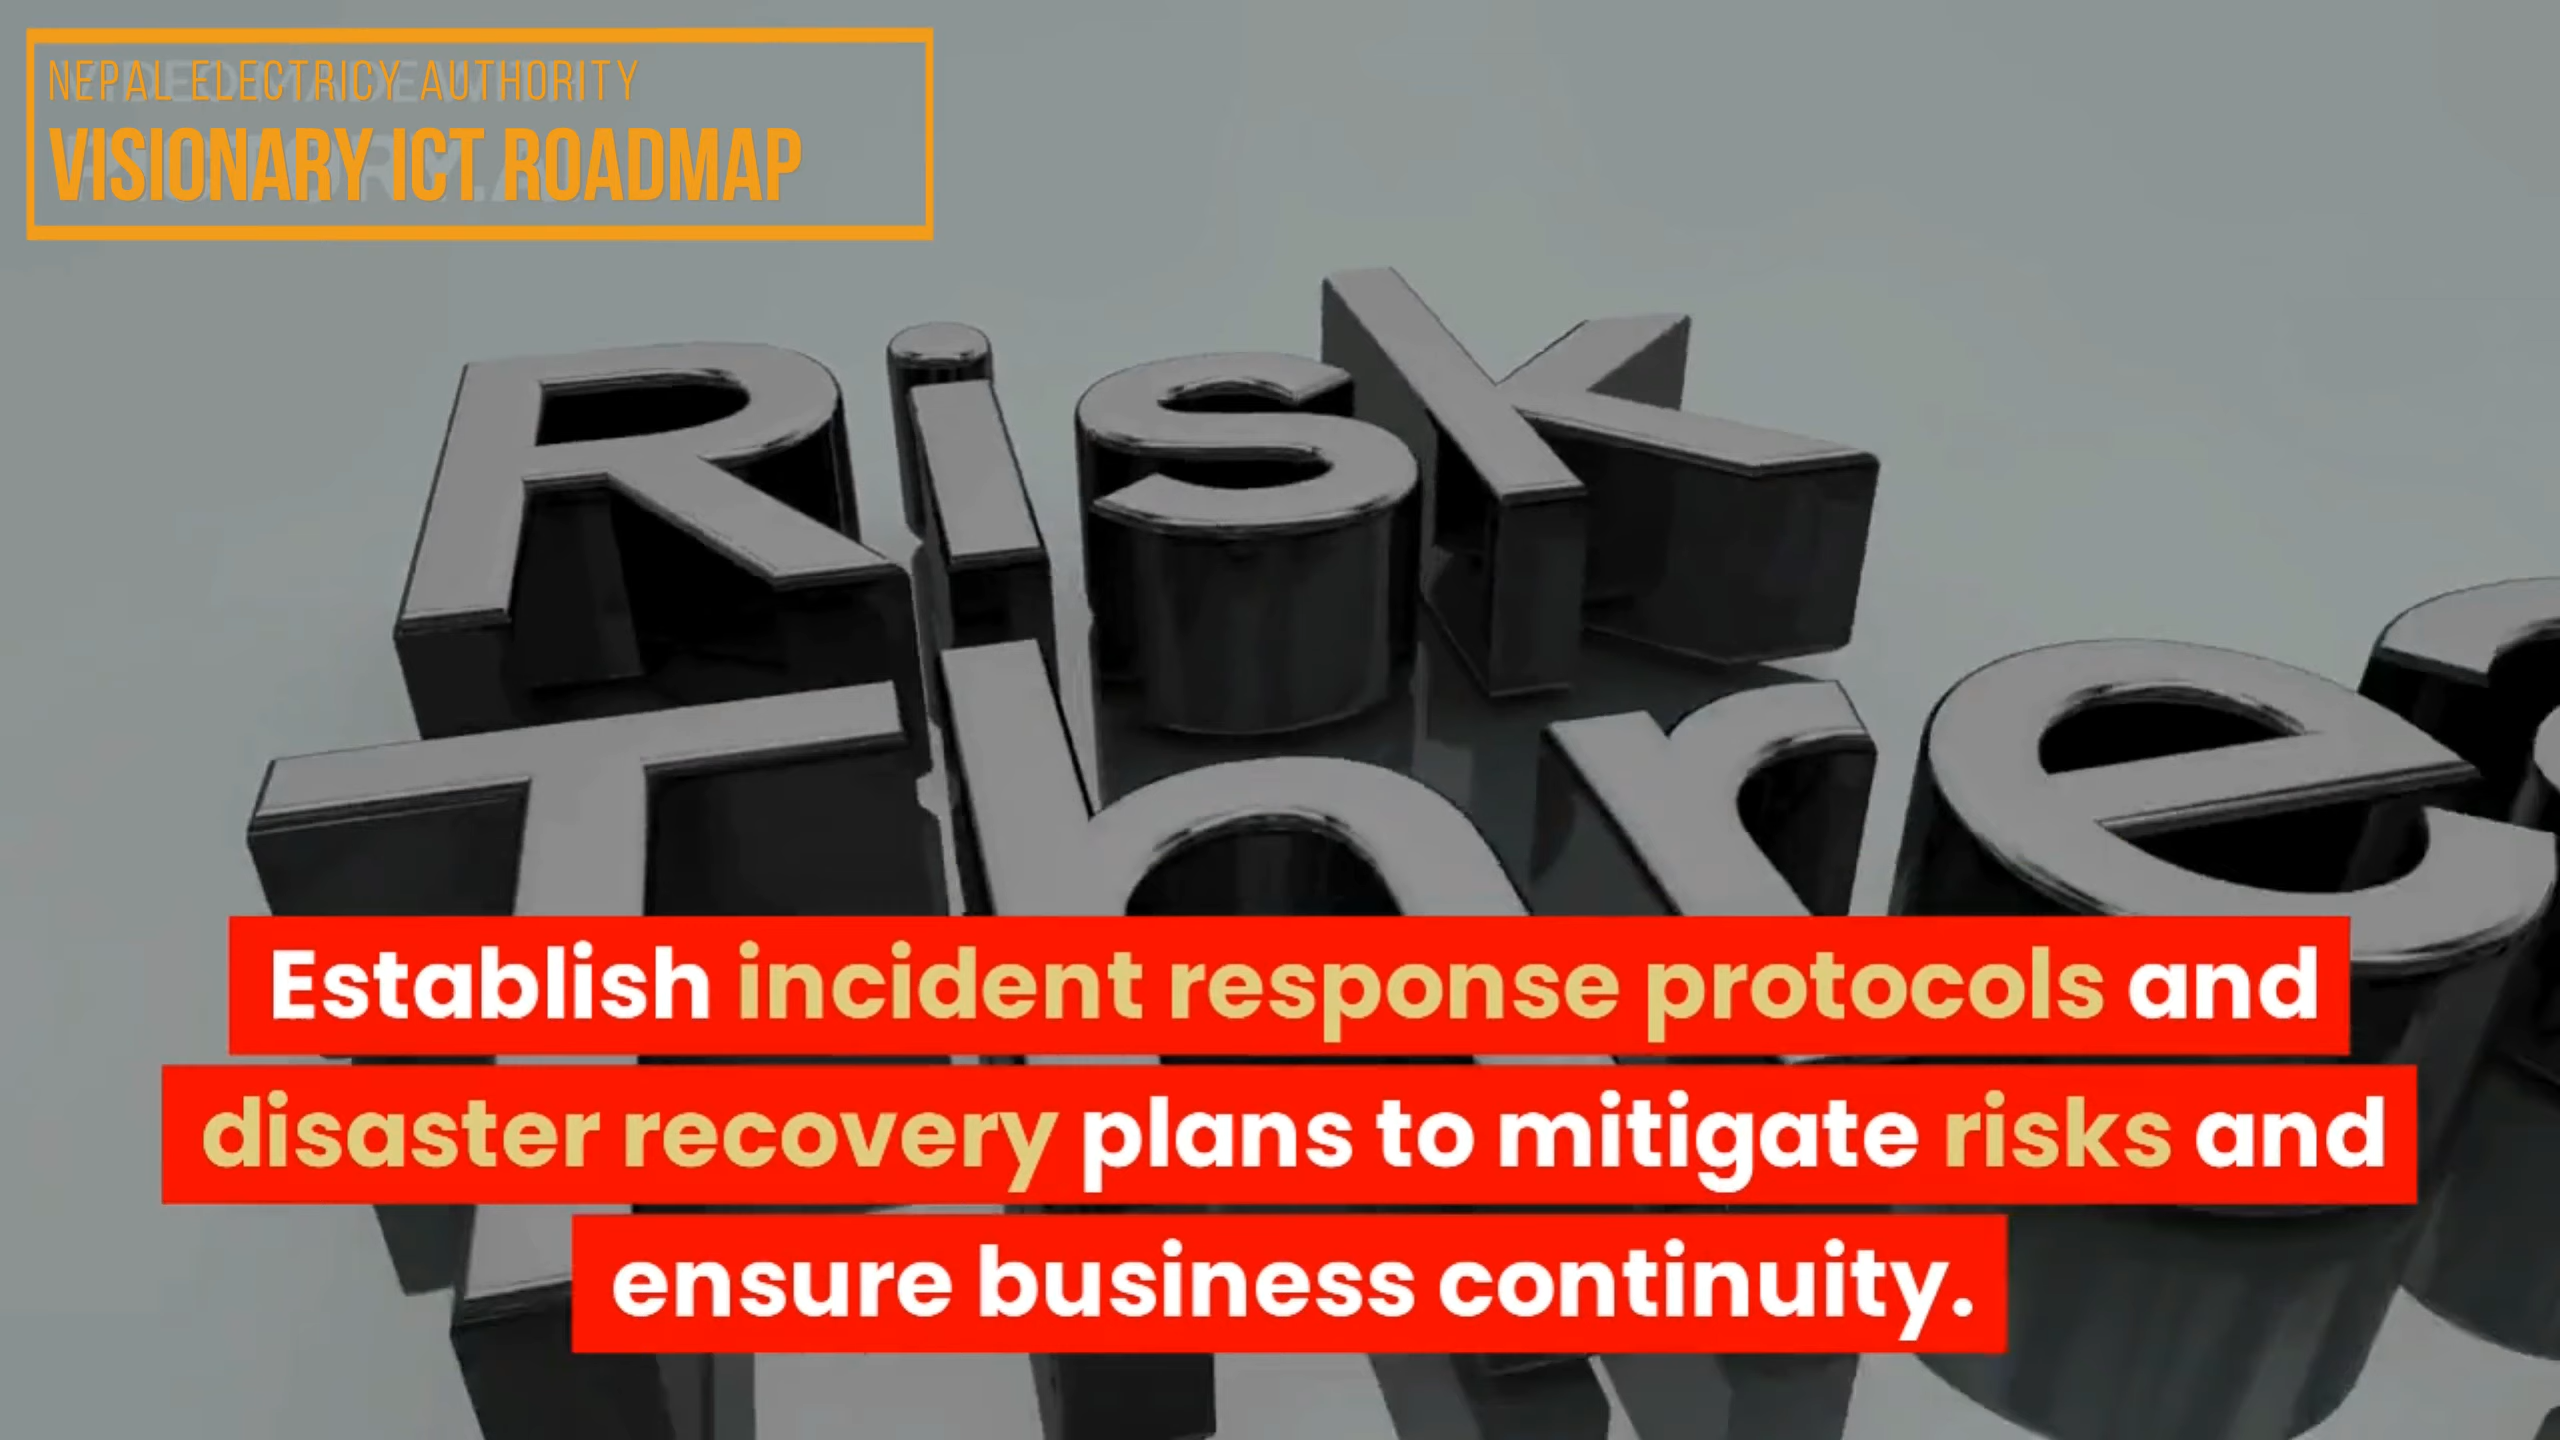 NEPAL ELECTRICY AUTHORITY
VISIONARY ICT ROADMAP
Risk
Thre
Establish incident response protocols and
disaster recovery plans to mitigate risks and
ensure business continuity.